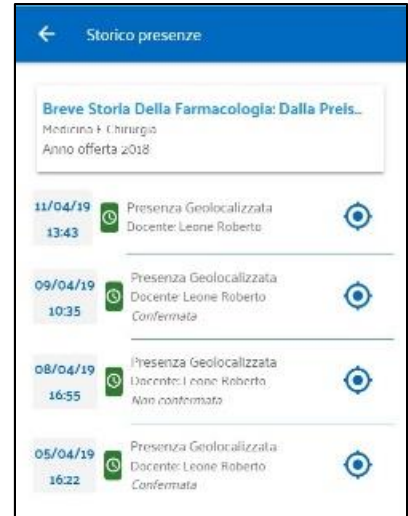 Storico presenze
Breve Storia Della Farmacologia: Dalla Preis..
Medicina E Chirurgia
Anno offerta 2018
11/04/19
13:43
Presenza Geolocalizzata
Docente: Leone Roberto
09/04/19
10:35
Presenza Geolocalizzata
Docente: Leone Roberto
Confermata
08/04/19
16:55
Presenza Geolocalizzata
Docente: Leone Roberto
Non confermata
05/04/19
16:22
Presenza Geolocalizzata
Docente: Leone Roberto
Confermata